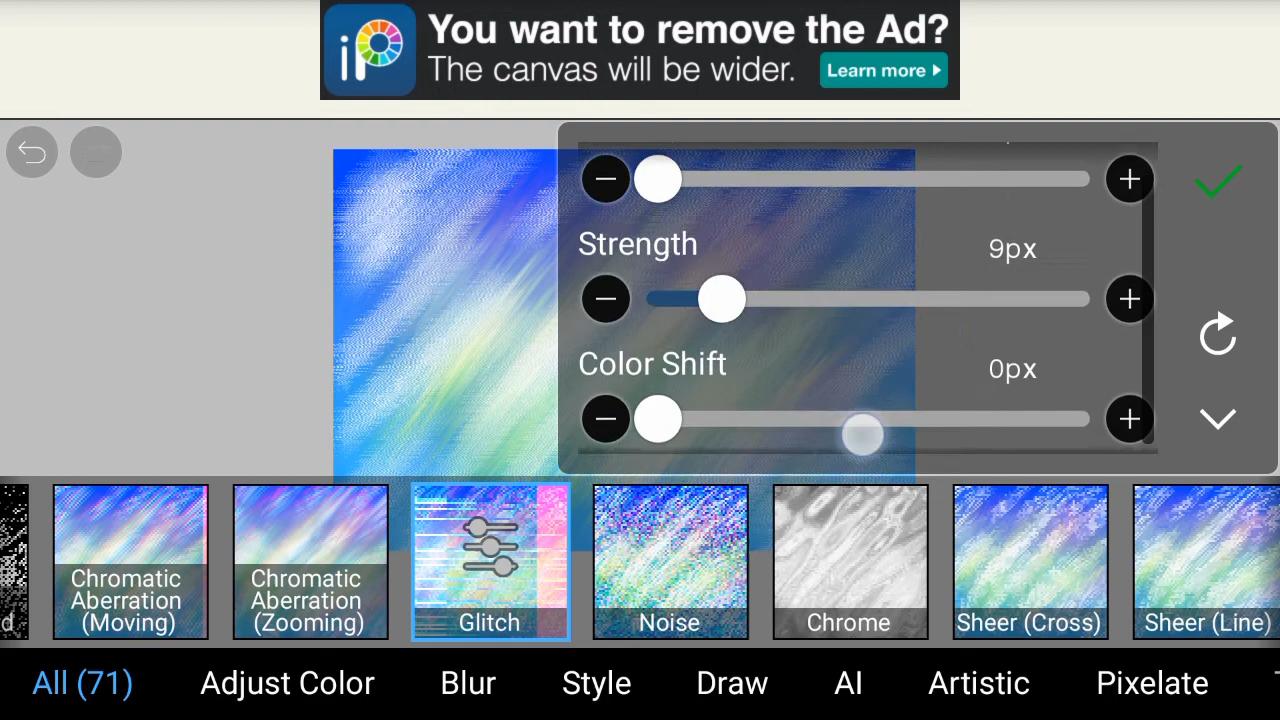 iP
You want to remove the Ad?
The canvas will be wider.
Learn more
Strength
9px
Color Shift
0px
d
Chromatic
Aberration
(Moving)
Chromatic
Aberration
(Zooming)
Glitch
Noise
Chrome
Sheer (Cross)
Sheer (Line)
All (71)
Adjust Color
Blur
Style
Draw
AI
Artistic
Pixelate